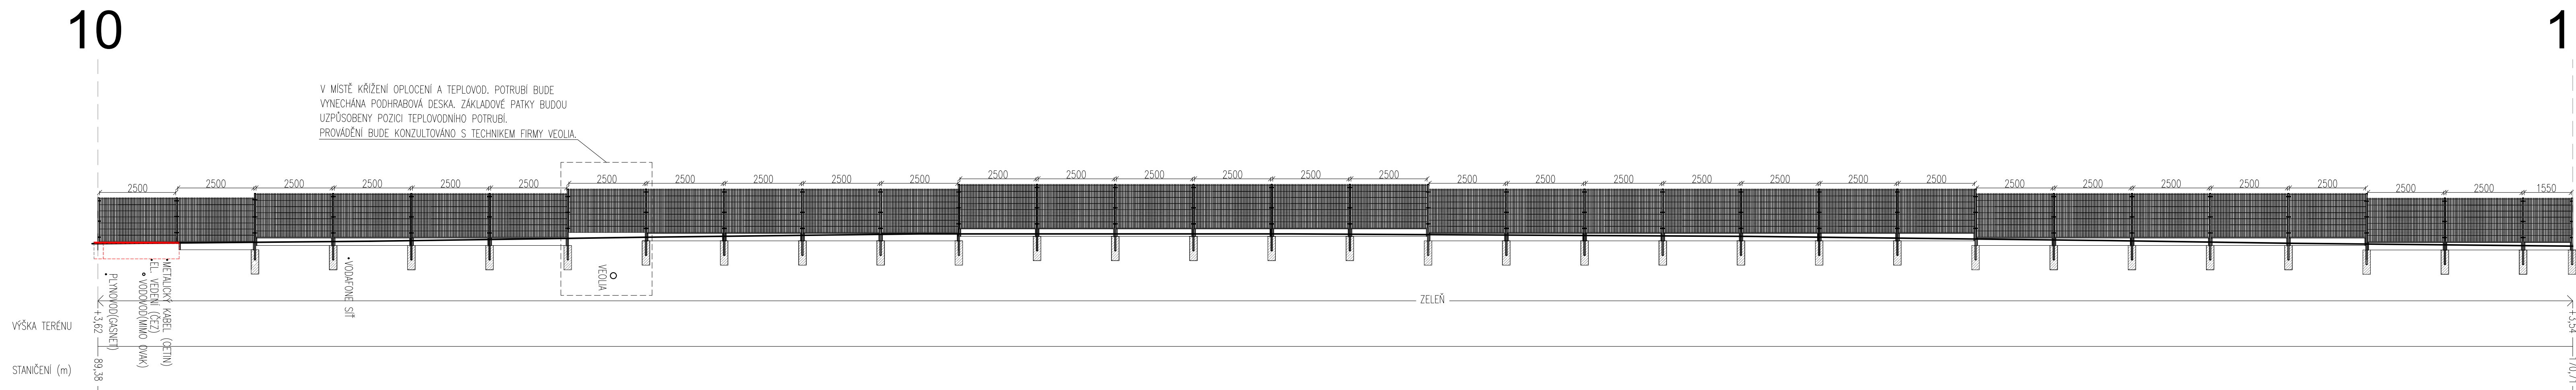 10
1
V MÍSTĚ KŘÍŽENÍ OPLOCENÍ A TEPLOVOD. POTRUBÍ BUDE
VYNECHÁNA PODHRABOVÁ DESKA. ZÁKLADOVÉ PATKY BUDOU
UZPŮSOBENY POZICI TEPLOVODNÍHO POTRUBÍ.
PROVÁDĚNÍ BUDE KONZULTOVÁNO S TECHNIKEM FIRMY VEOLIA.
2500 2500 2500 2500 2500 2500 2500 2500 2500 2500 2500 2500 2500 2500 2500 2500 2500 2500 2500 2500 2500 2500 2500 2500 2500 2500 2500 2500 2500 2500 2500 1550
PLYNOVOD(GASNET)
VODOVOD(MIMO OVAK)
EL. VEDENÍ (ČEZ)
METALICKÝ KABEL (CETIN)
VODAFONE SÍŤ
VEOLIA
ZELEŇ
VÝŠKA TERÉNU
+3,62
+3,54
STANIČENÍ (m)
89,38